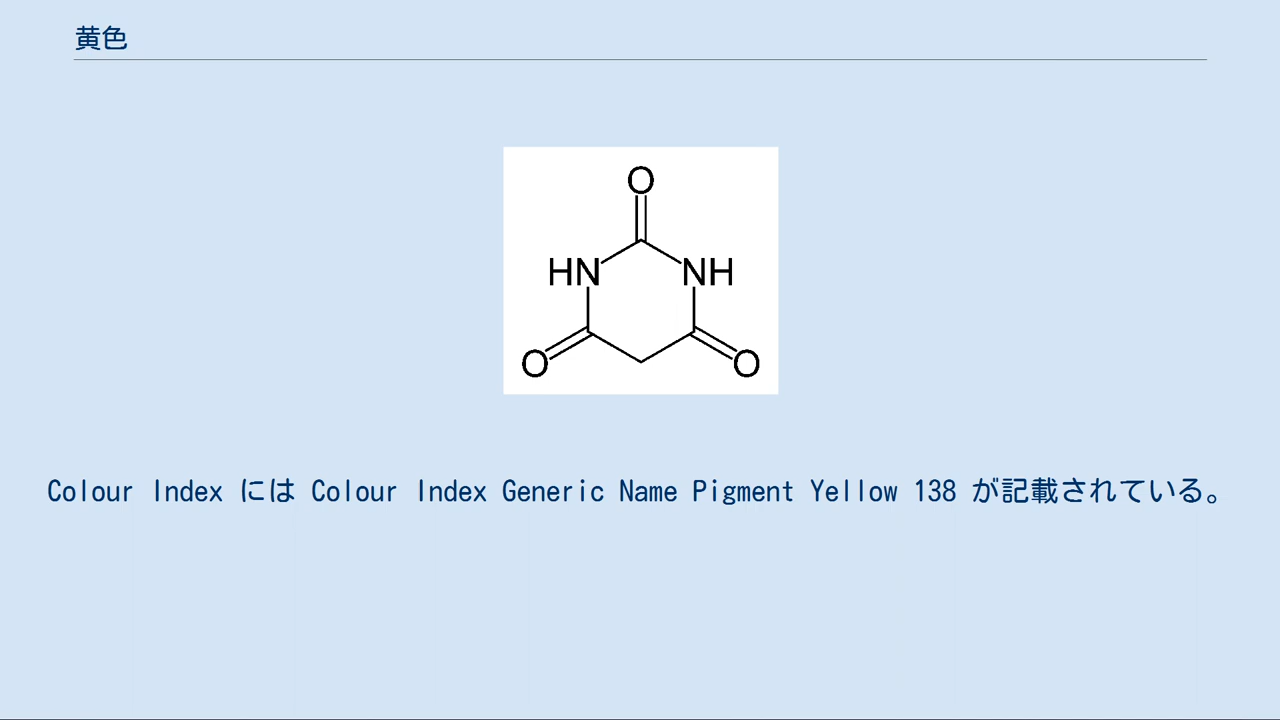 黄色
O
HN NH
O O
Colour Index には Colour Index Generic Name Pigment Yellow 138 が記載されている。